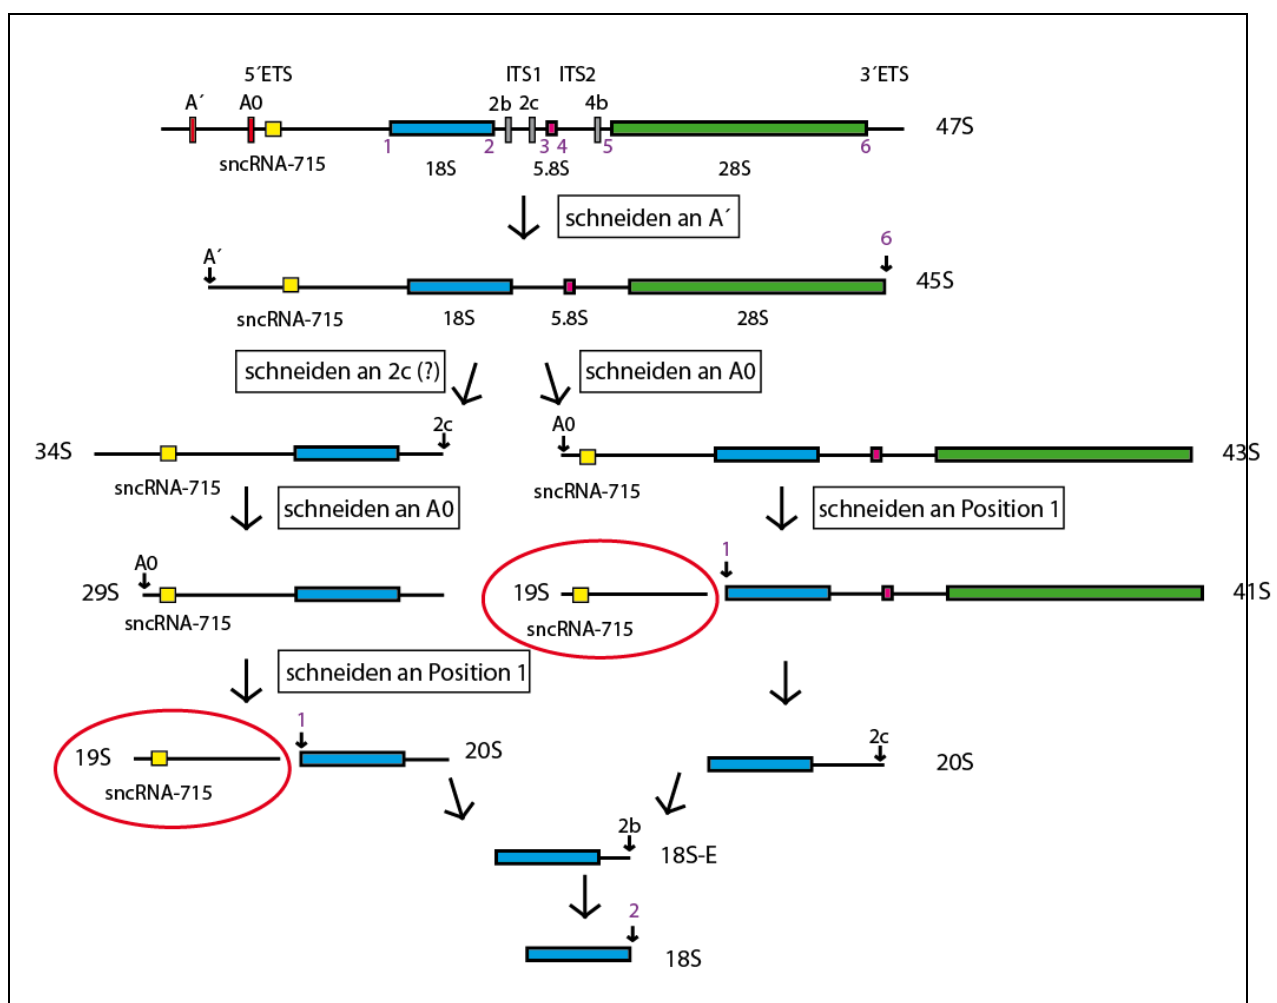 5´ETS ITS1 ITS2 3´ETS
A´ A0 2b 2c 4b
47S
1 2 3 4 5 6
sncRNA-715 18S 5.8S 28S
schneiden an A´
6
A´
45S
sncRNA-715 18S 5.8S 28S
schneiden an 2c (?) schneiden an A0
2c A0
34S 43S
sncRNA-715 sncRNA-715
schneiden an A0 schneiden an Position 1
1
A0
29S 19S 41S
sncRNA-715 sncRNA-715
schneiden an Position 1
1
2c
19S 20S 20S
sncRNA-715
2b
18S-E
2
18S